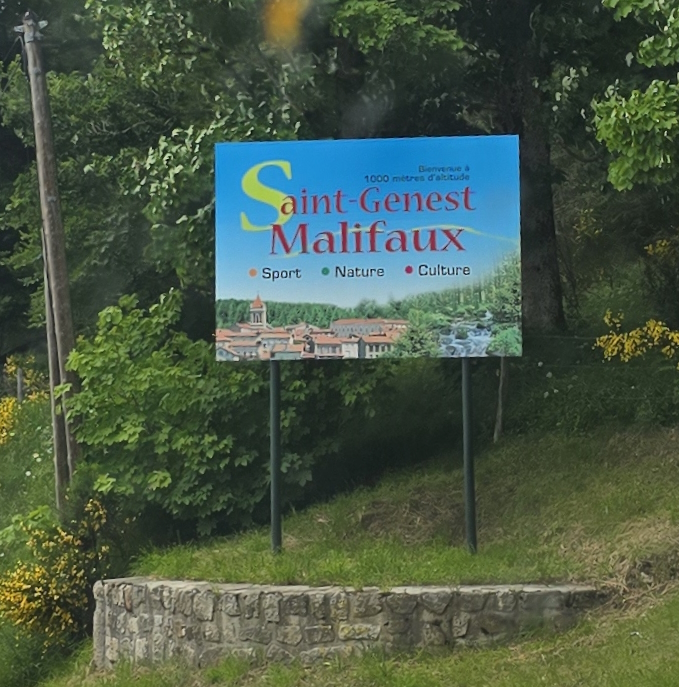 Bienvenue à
1000 mètres d'altitude
Saint-Genest
Malifaux
• Sport • Nature • Culture